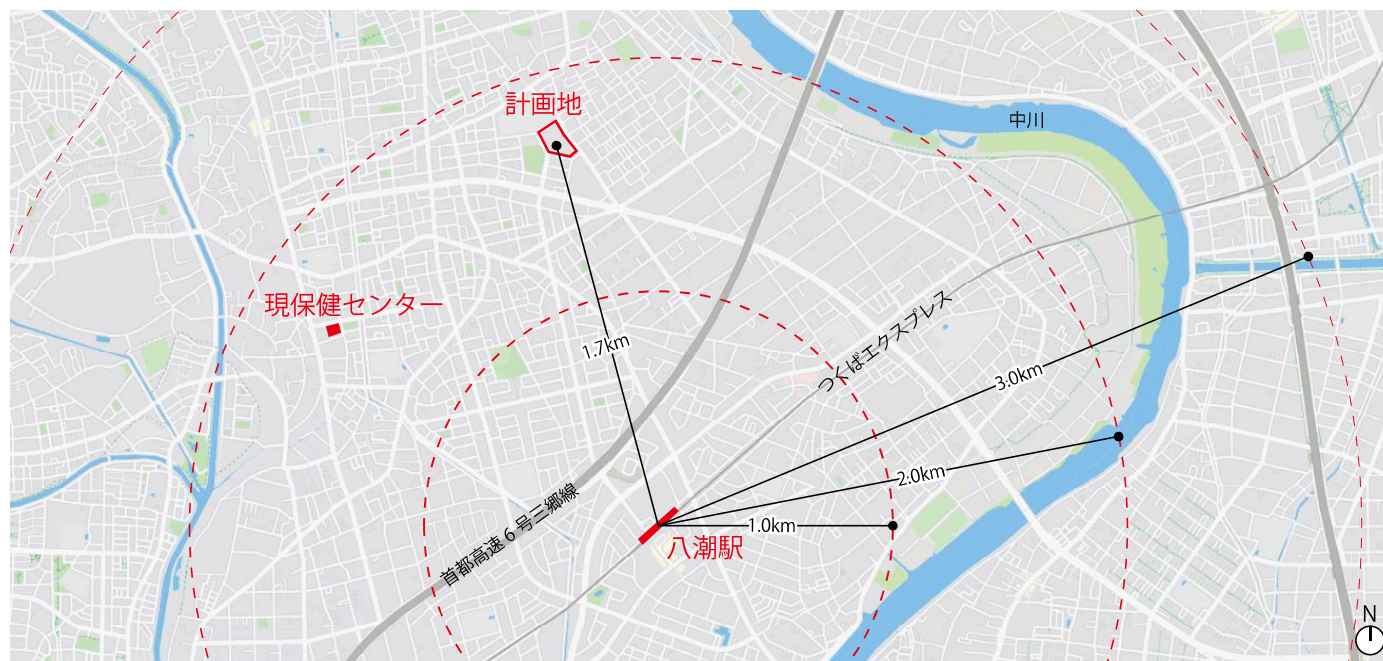 計画地
中川
現保健センター
1.7km
つくばエクスプレス
3.0km
2.0km
1.0km
首都高速6号三郷線
八潮駅
N